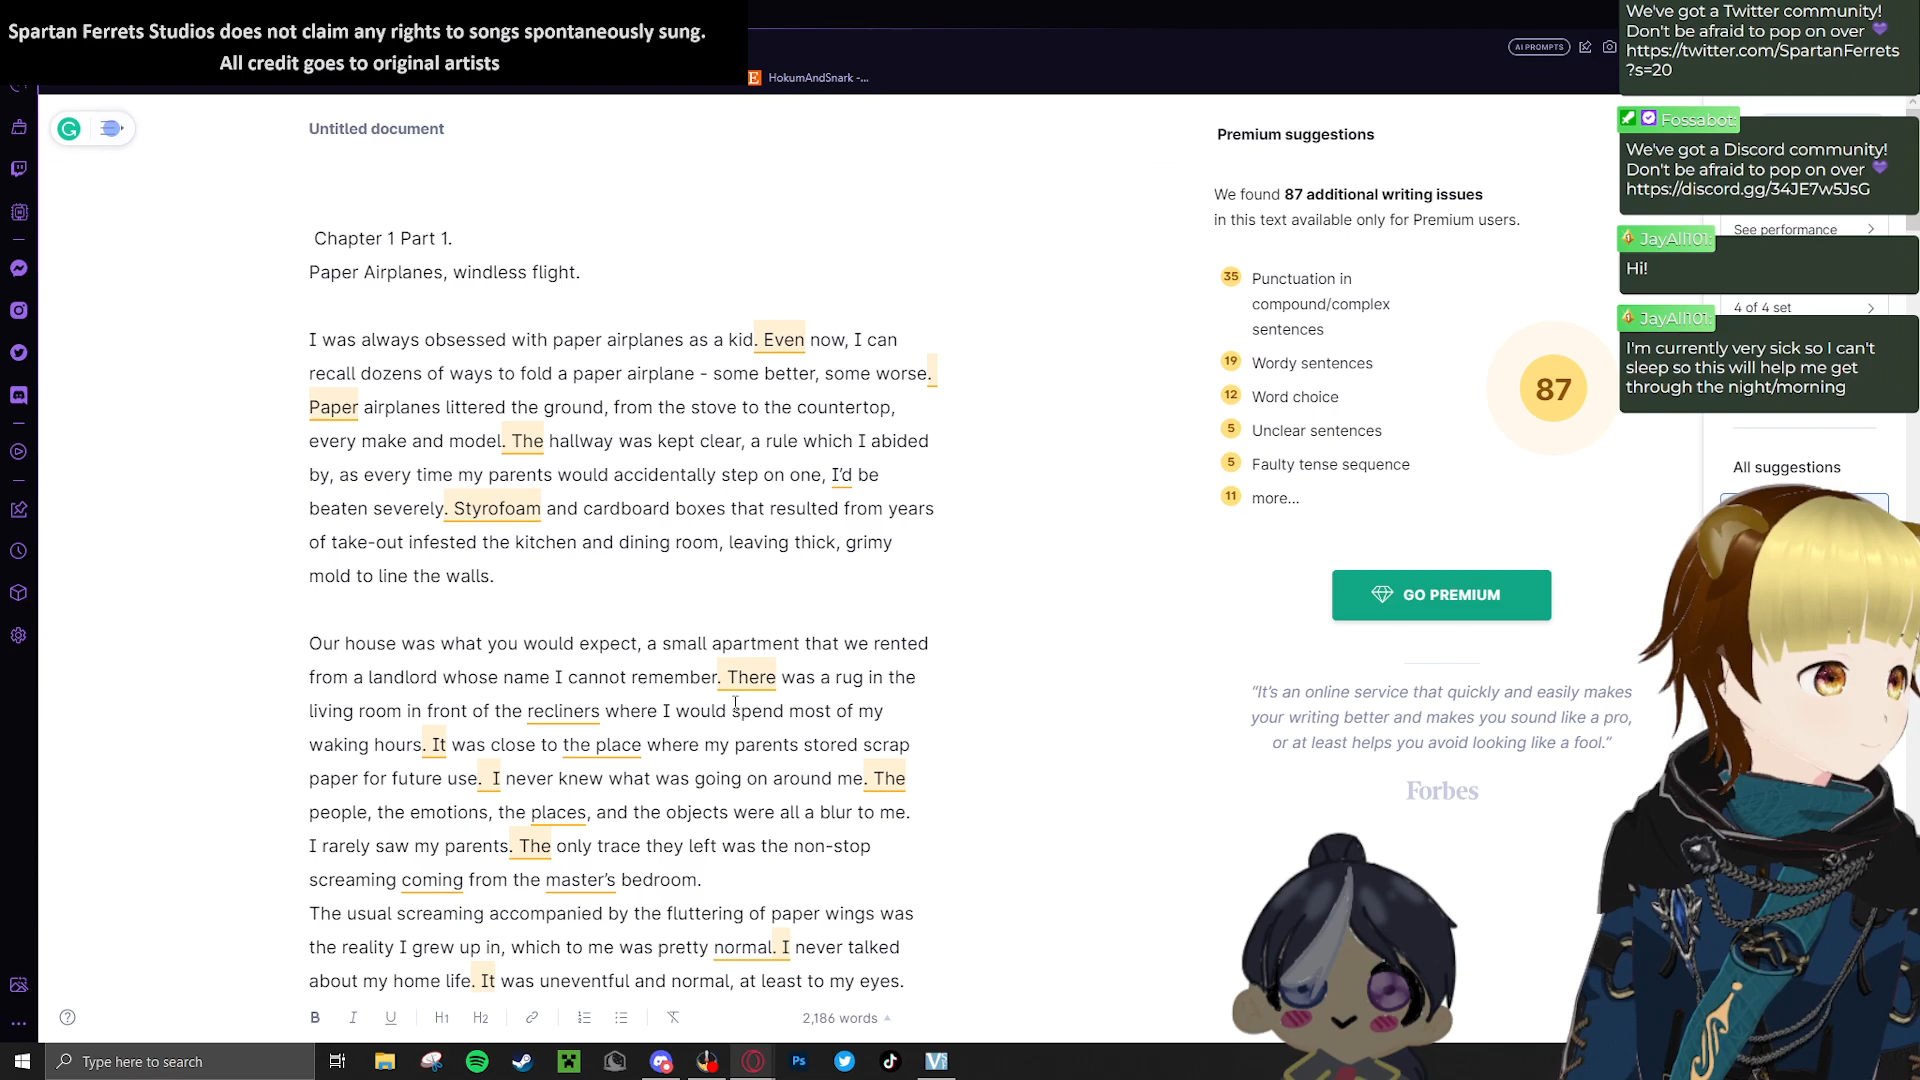 Spartan Ferrets Studios does not claim any rights to songs spontaneously sung.
All credit goes to original artists
HokumAndSnark -...
AI PROMPTS
Untitled document
Chapter 1 Part 1.
Paper Airplanes, windless flight.
I was always obsessed with paper airplanes as a kid. Even now, I can
recall dozens of ways to fold a paper airplane - some better, some worse.
Paper airplanes littered the ground, from the stove to the countertop,
every make and model. The hallway was kept clear, a rule which I abided
by, as every time my parents would accidentally step on one, I'd be
beaten severely. Styrofoam and cardboard boxes that resulted from years
of take-out infested the kitchen and dining room, leaving thick, grimy
mold to line the walls.
Our house was what you would expect, a small apartment that we rented
from a landlord whose name I cannot remember. There was a rug in the
living room in front of the recliners where I would spend most of my
waking hours. It was close to the place where my parents stored scrap
paper for future use.  I never knew what was going on around me. The
people, the emotions, the places, and the objects were all a blur to me.
I rarely saw my parents. The only trace they left was the non-stop
screaming coming from the master's bedroom.
The usual screaming accompanied by the fluttering of paper wings was
the reality I grew up in, which to me was pretty normal. I never talked
about my home life. It was uneventful and normal, at least to my eyes.
B I U H1 H2
2,186 words
Premium suggestions
We found 87 additional writing issues
in this text available only for Premium users.
35 Punctuation in
compound/complex
sentences
19 Wordy sentences
12 Word choice
5 Unclear sentences
5 Faulty tense sequence
11 more...
87
GO PREMIUM
“It's an online service that quickly and easily makes
your writing better and makes you sound like a pro,
or at least helps you avoid looking like a fool.”
Forbes
We've got a Twitter community!
Don't be afraid to pop on over 💜
https://twitter.com/SpartanFerrets
?s=20
Fossabot:
We've got a Discord community!
Don't be afraid to pop on over 💜
https://discord.gg/34JE7w5JsG
See performance
JayAll101:
Hi!
4 of 4 set
JayAll101:
I'm currently very sick so I can't
sleep so this will help me get
through the night/morning
All suggestions
Type here to search
Ps